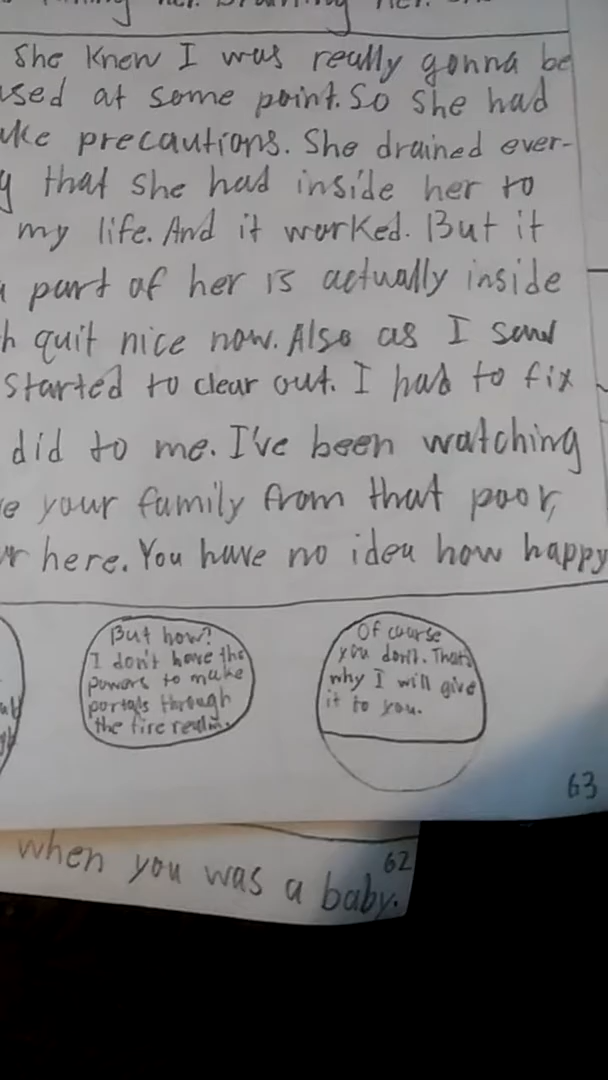 her. She
She knew I was really gonna be
used at some point. So she had
precautions. She drained ever-
that she had inside her to
my life. And it worked. But it
part of her is actually inside
quit nice now. Also as I saw
started to clear out. I had to fix
did to me. I've been watching
your family from that poor,
here. You have no idea how happy
But how?
I don't have the
powers to make
portals through
the fire realm.
Of course
you don't. That's
why I will give
it to you.
63
when you was a baby.
62